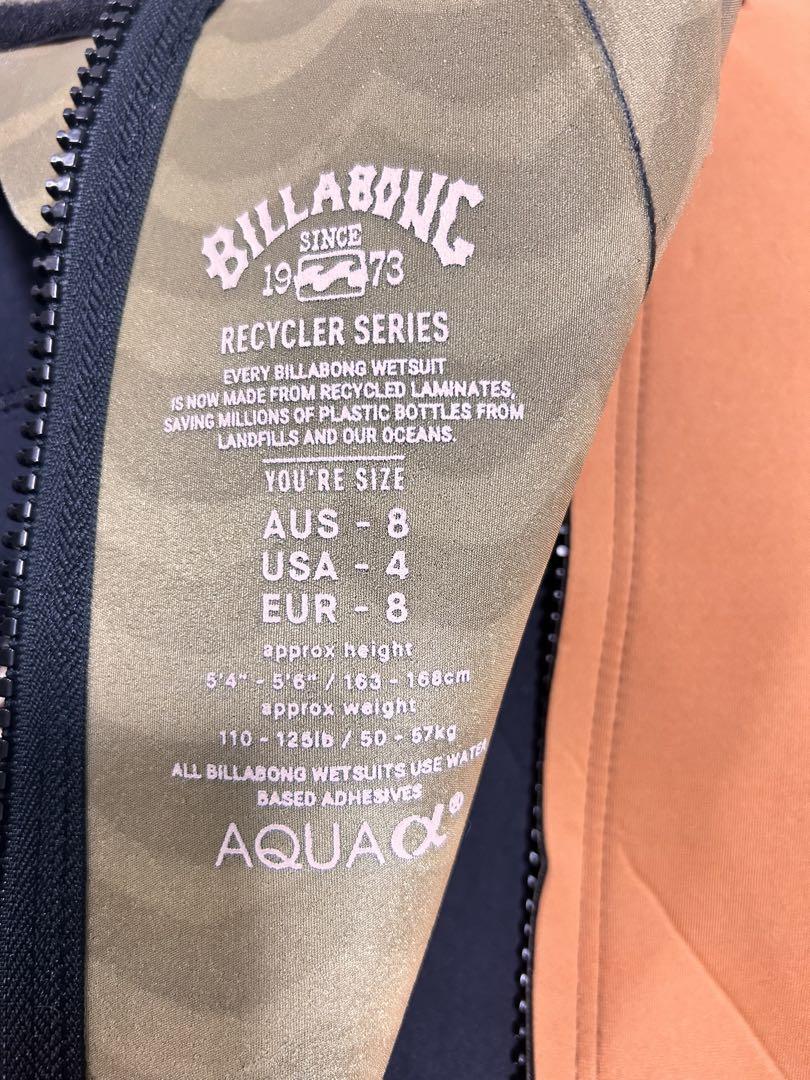 BILLABONG
SINCE
19 73
RECYCLER SERIES
EVERY BILLABONG WETSUIT
IS NOW MADE FROM RECYCLED LAMINATES,
SAVING MILLIONS OF PLASTIC BOTTLES FROM
LANDFILLS AND OUR OCEANS.
YOU'RE SIZE
AUS - 8
USA - 4
EUR - 8
approx height
5'4" - 5'6" / 163 - 168cm
approx weight
110 - 125lb / 50 - 57kg
ALL BILLABONG WETSUITS USE WATER
BASED ADHESIVES
AQUA α®